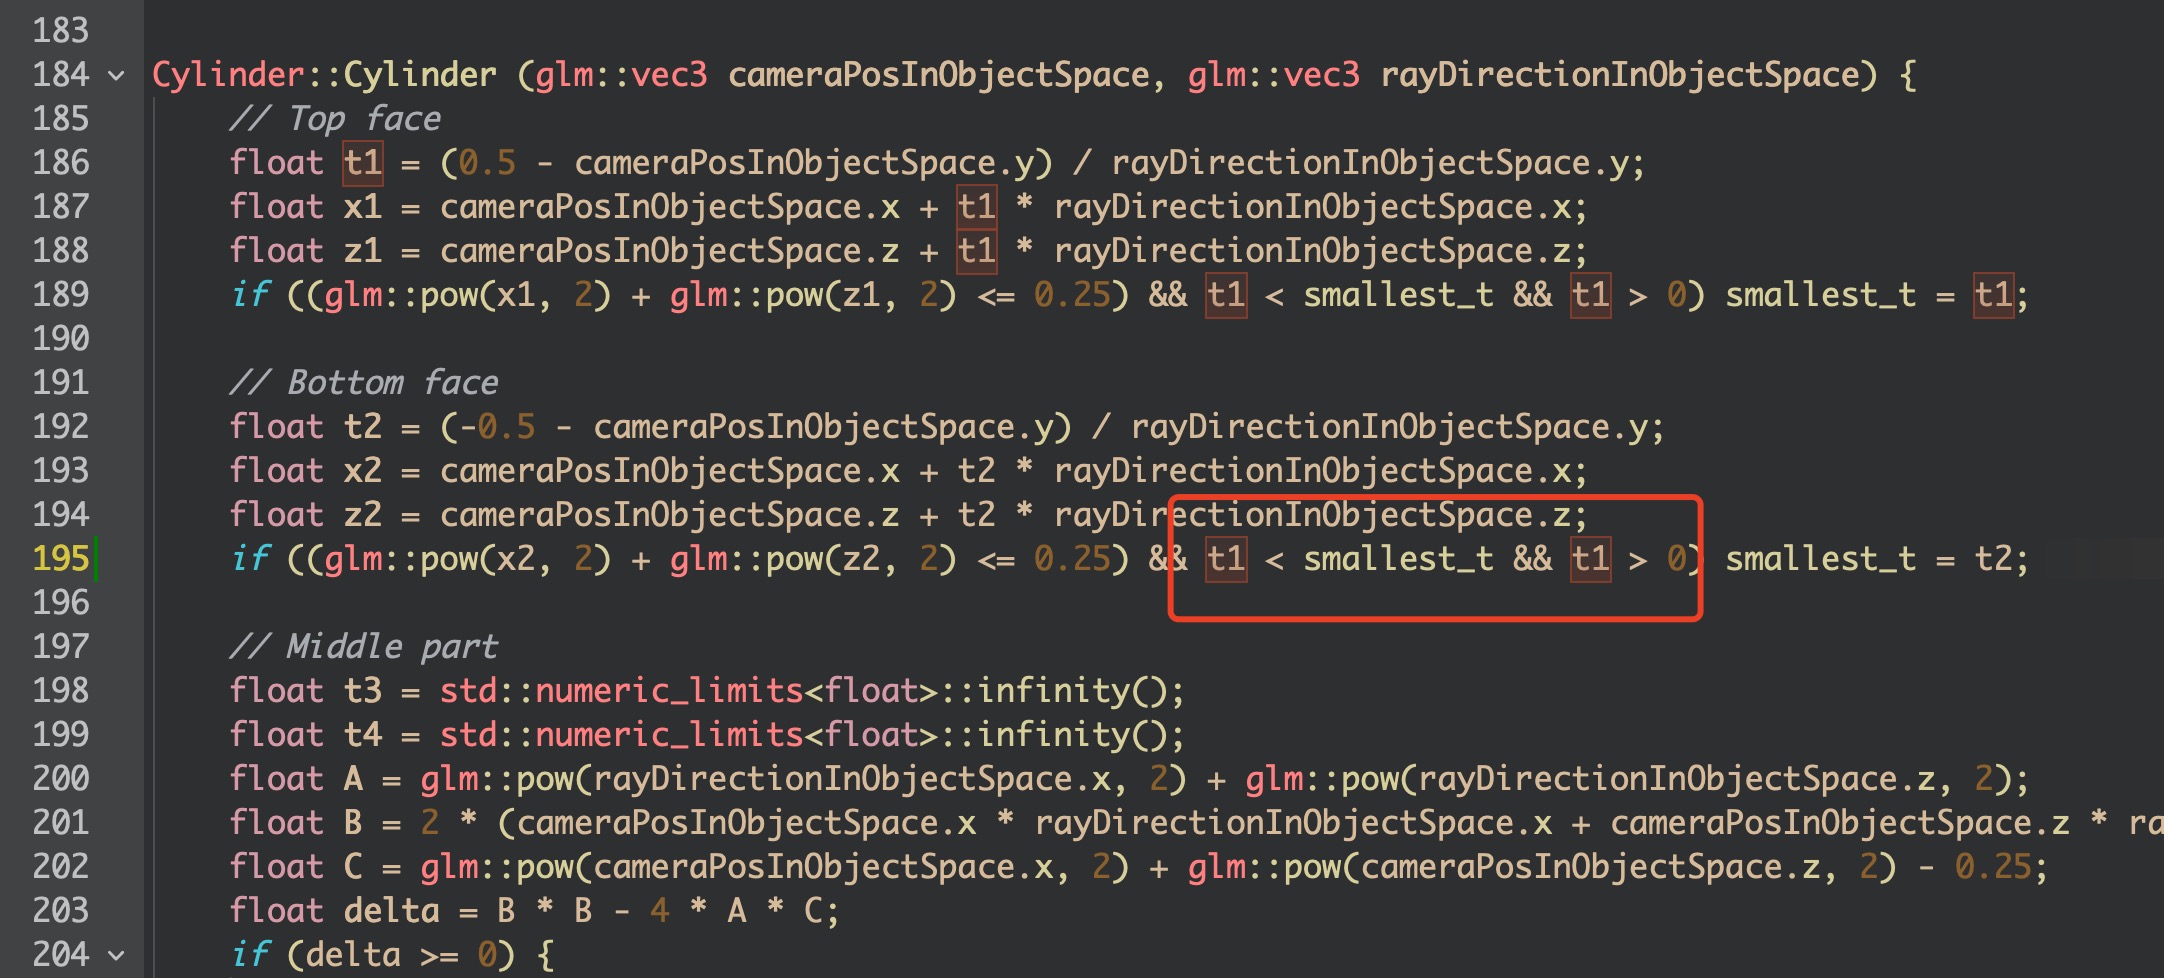 183
184 Cylinder::Cylinder (glm::vec3 cameraPosInObjectSpace, glm::vec3 rayDirectionInObjectSpace) {
185 // Top face
186 float t1 = (0.5 - cameraPosInObjectSpace.y) / rayDirectionInObjectSpace.y;
187 float x1 = cameraPosInObjectSpace.x + t1 * rayDirectionInObjectSpace.x;
188 float z1 = cameraPosInObjectSpace.z + t1 * rayDirectionInObjectSpace.z;
189 if ((glm::pow(x1, 2) + glm::pow(z1, 2) <= 0.25) && t1 < smallest_t && t1 > 0) smallest_t = t1;
190
191 // Bottom face
192 float t2 = (-0.5 - cameraPosInObjectSpace.y) / rayDirectionInObjectSpace.y;
193 float x2 = cameraPosInObjectSpace.x + t2 * rayDirectionInObjectSpace.x;
194 float z2 = cameraPosInObjectSpace.z + t2 * rayDirectionInObjectSpace.z;
195 if ((glm::pow(x2, 2) + glm::pow(z2, 2) <= 0.25) && t1 < smallest_t && t1 > 0) smallest_t = t2;
196
197 // Middle part
198 float t3 = std::numeric_limits<float>::infinity();
199 float t4 = std::numeric_limits<float>::infinity();
200 float A = glm::pow(rayDirectionInObjectSpace.x, 2) + glm::pow(rayDirectionInObjectSpace.z, 2);
201 float B = 2 * (cameraPosInObjectSpace.x * rayDirectionInObjectSpace.x + cameraPosInObjectSpace.z * ra
202 float C = glm::pow(cameraPosInObjectSpace.x, 2) + glm::pow(cameraPosInObjectSpace.z, 2) - 0.25;
203 float delta = B * B - 4 * A * C;
204 if (delta >= 0) {